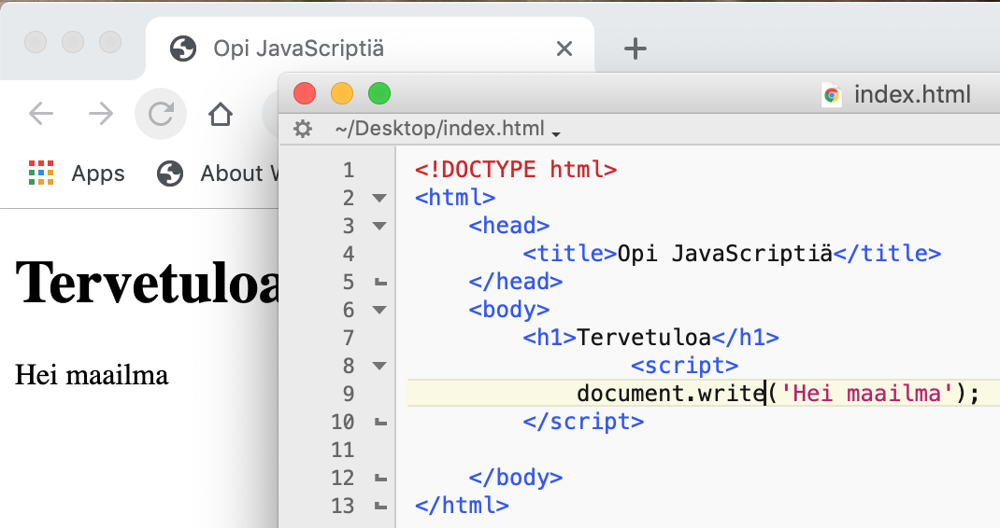 Opi JavaScriptiä
index.html
~/Desktop/index.html
Apps
About
Tervetuloa
Hei maailma
1 <!DOCTYPE html>
2 <html>
3 <head>
4 <title>Opi JavaScriptiä</title>
5 </head>
6 <body>
7 <h1>Tervetuloa</h1>
8 <script>
9 document.write('Hei maailma');
10 </script>
11
12 </body>
13 </html>